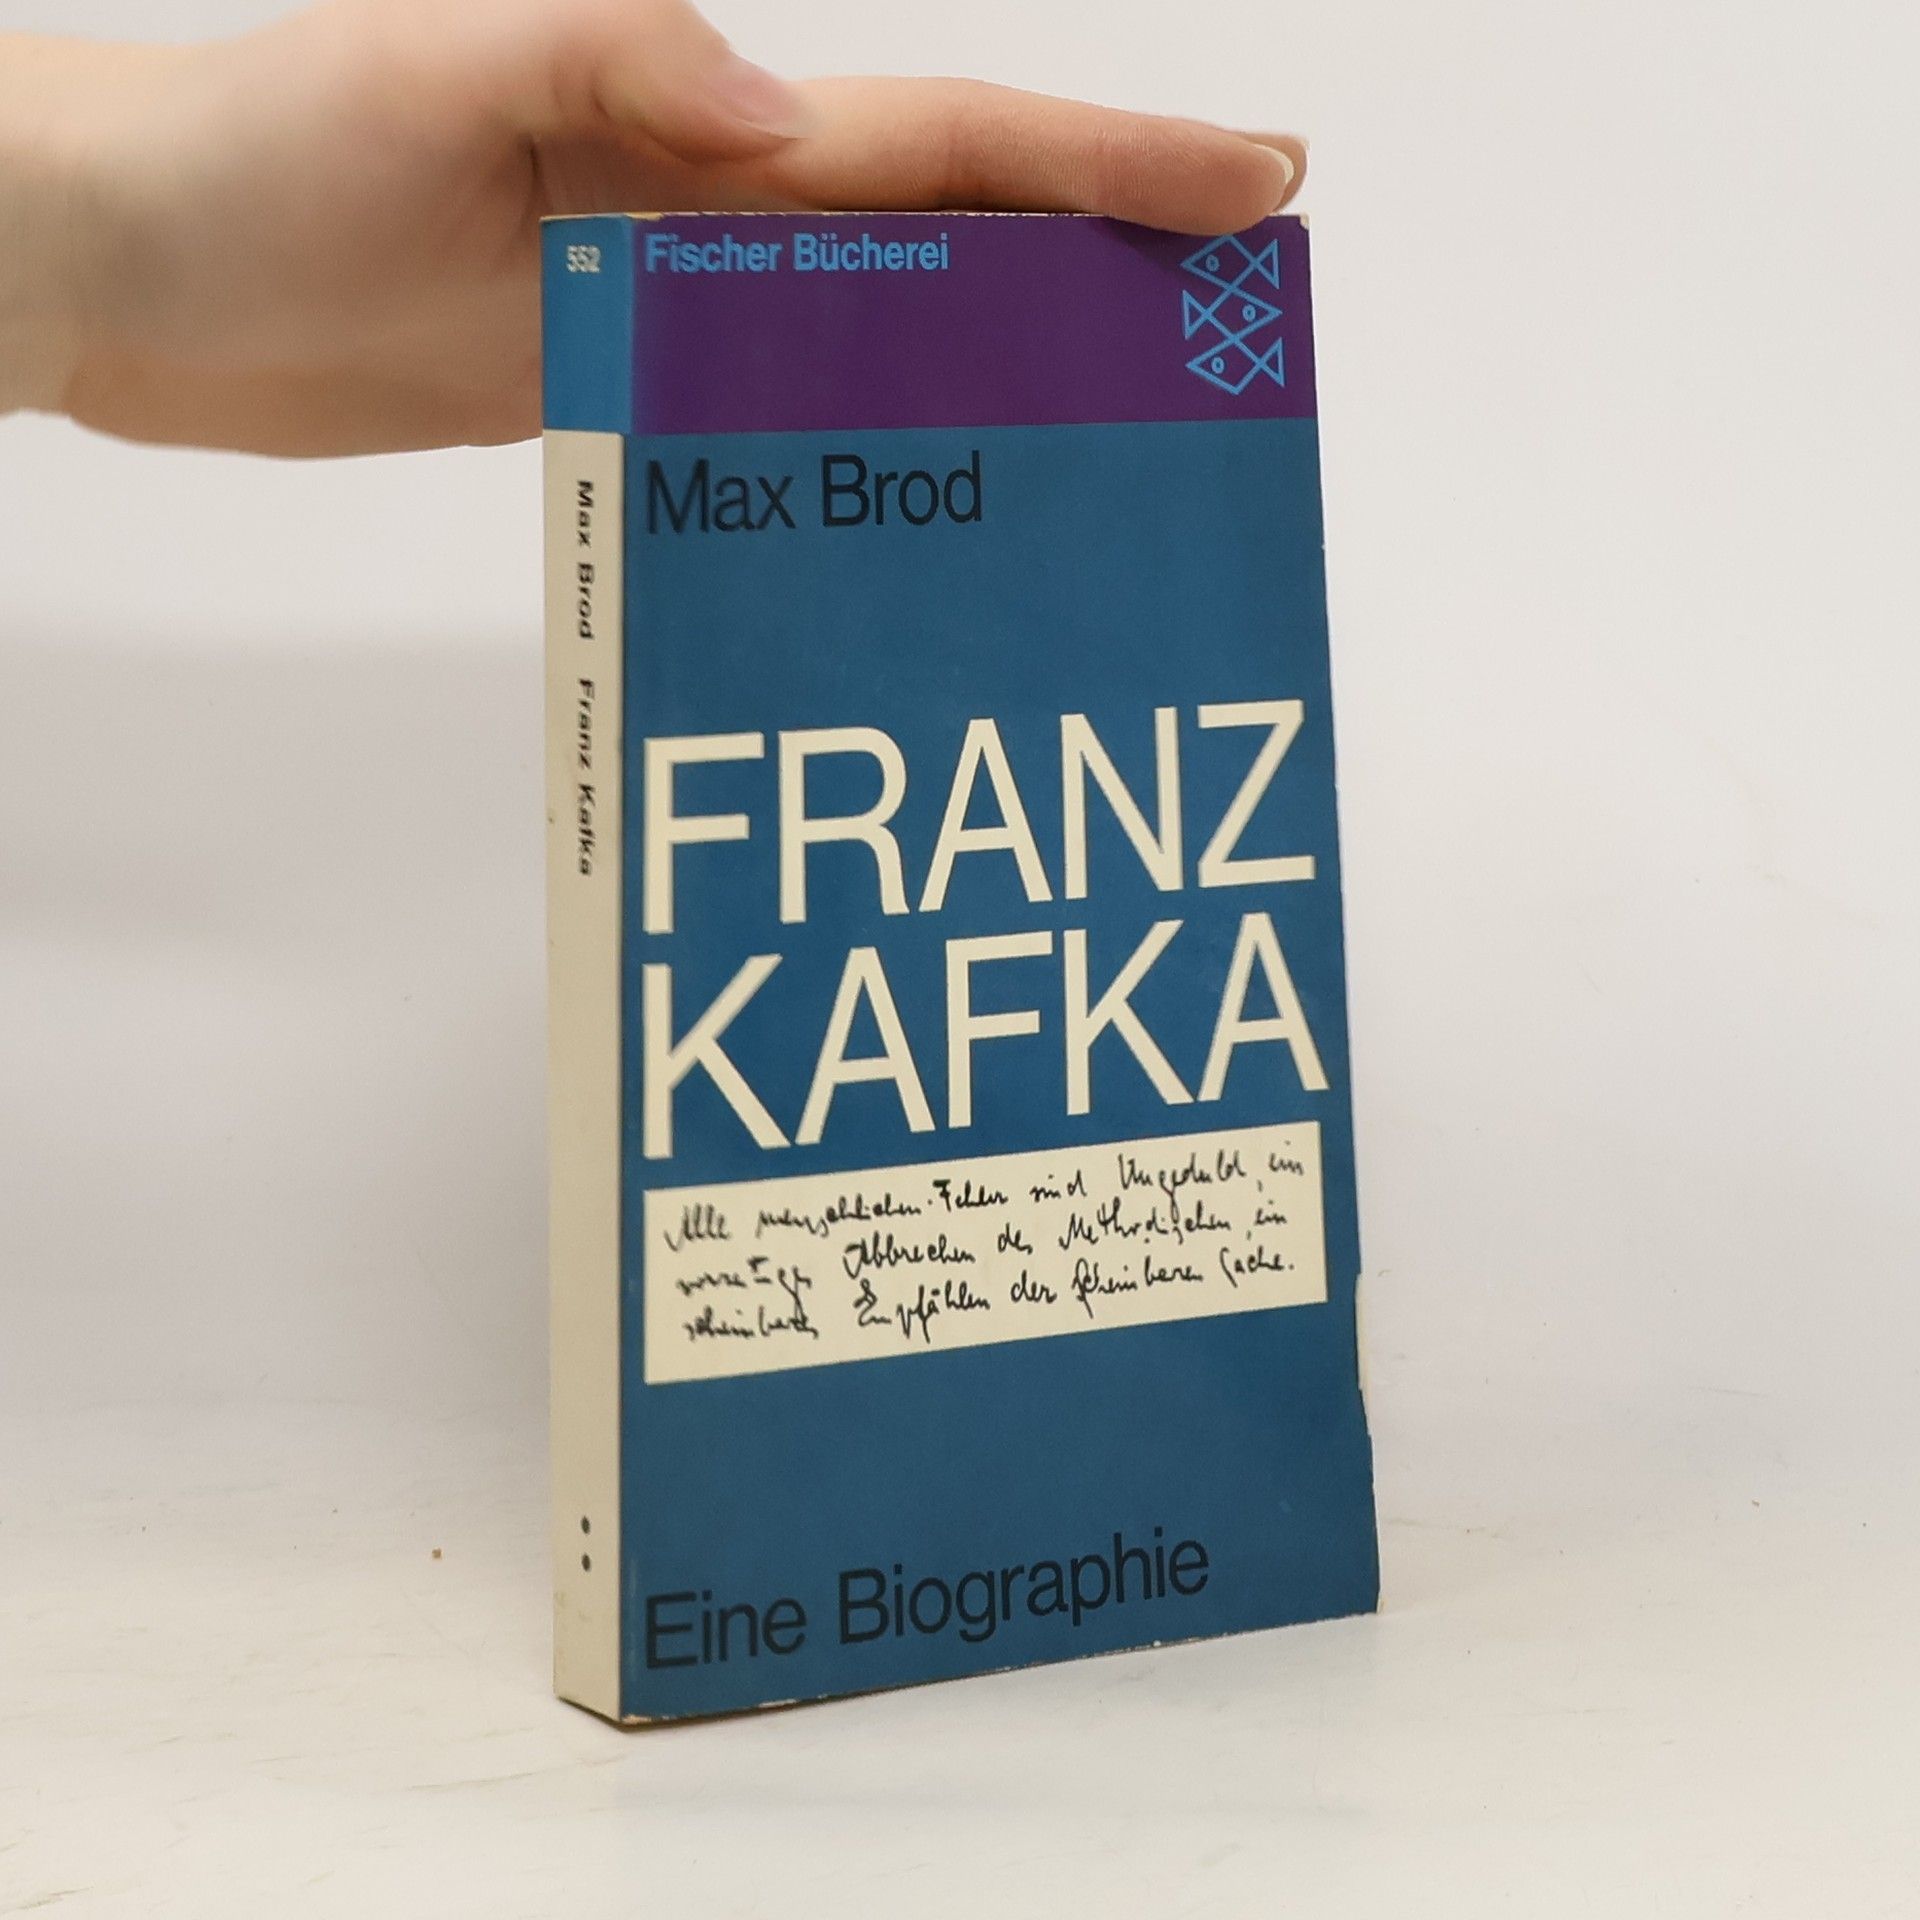 552
Fischer Bücherei
Max Brod Franz Kafka
Max Brod
FRANZ
KAFKA
Alle menschlichen Fehler sind Ungeduld, ein
vorzeitiges Abbrechen des Methodischen, ein
scheinbares Einpfählen der scheinbaren Sache.
Eine Biographie